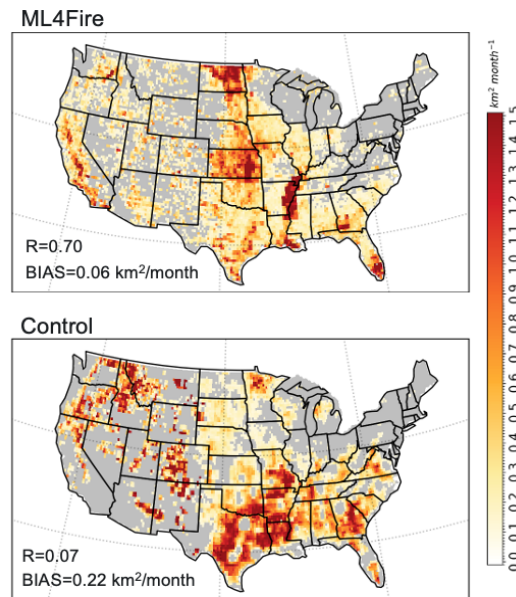 ML4Fire
R=0.70
BIAS=0.06 km²/month
Control
R=0.07
BIAS=0.22 km²/month
km² month⁻¹
1.5
1.4
1.3
1.2
1.1
1.0
0.9
0.8
0.7
0.6
0.5
0.4
0.3
0.2
0.1
0.0